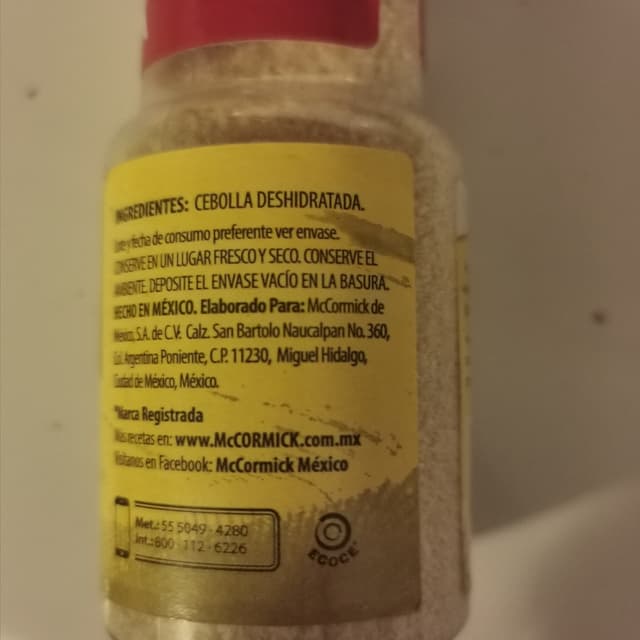 INGREDIENTES: CEBOLLA DESHIDRATADA.
Lote y fecha de consumo preferente ver envase.
CONSERVE EN UN LUGAR FRESCO Y SECO. CONSERVE EL
AMBIENTE. DEPOSITE EL ENVASE VACÍO EN LA BASURA.
HECHO EN MÉXICO. Elaborado Para: McCormick de
México, S.A. de C.V. Calz. San Bartolo Naucalpan No. 360,
Col. Argentina Poniente, C.P. 11230, Miguel Hidalgo,
Ciudad de México, México.
*Marca Registrada
Más recetas en: www.McCORMICK.com.mx
Visítanos en Facebook: McCormick México
Met.: 55 5049 - 4280
Int.: 800 - 112 - 6226
ECOCE